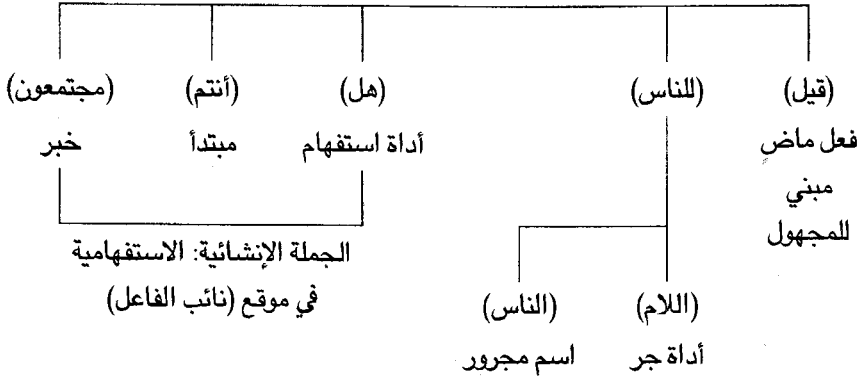 (قيل) (للناس) (هل) (أنتم) (مجتمعون)
فعل ماضٍ أداة استفهام مبتدأ خبر
مبني
للمجهول
الجملة الإنشائية: الاستفهامية
في موقع (نائب الفاعل)
(اللام) (الناس)
أداة جر اسم مجرور